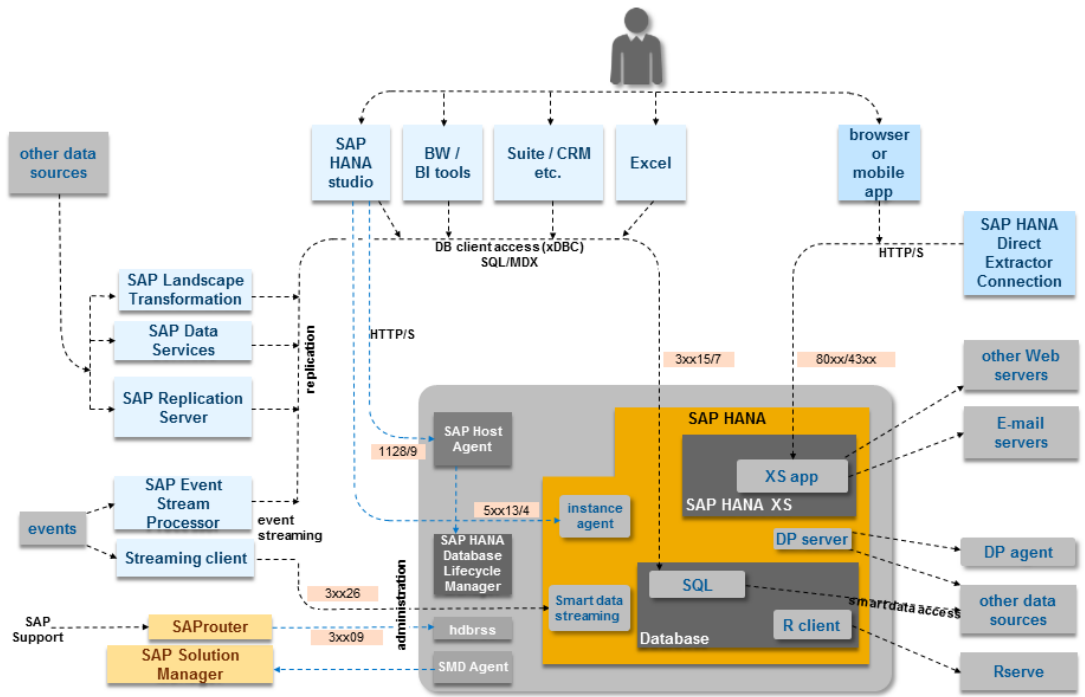 other data
sources
SAP
HANA
studio
BW /
BI tools
Suite / CRM
etc.
Excel
browser
or
mobile
app
SAP HANA
Direct
Extractor
Connection
DB client access (xDBC)
SQL/MDX
HTTP/S
SAP Landscape
Transformation
SAP Data
Services
SAP Replication
Server
replication
HTTP/S
3xx15/7
80xx/43xx
other Web
servers
E-mail
servers
SAP HANA
SAP Host
Agent
1128/9
XS app
SAP HANA XS
5xx13/4
instance
agent
SAP Event
Stream
Processor
events
event
streaming
Streaming client
SAP HANA
Database
Lifecycle
Manager
DP server
DP agent
3xx26
administration
Smart data
streaming
SQL
smart data access
other data
sources
R client
Database
SAP
Support
SAProuter
3xx09
hdbrss
SAP Solution
Manager
SMD Agent
Rserve